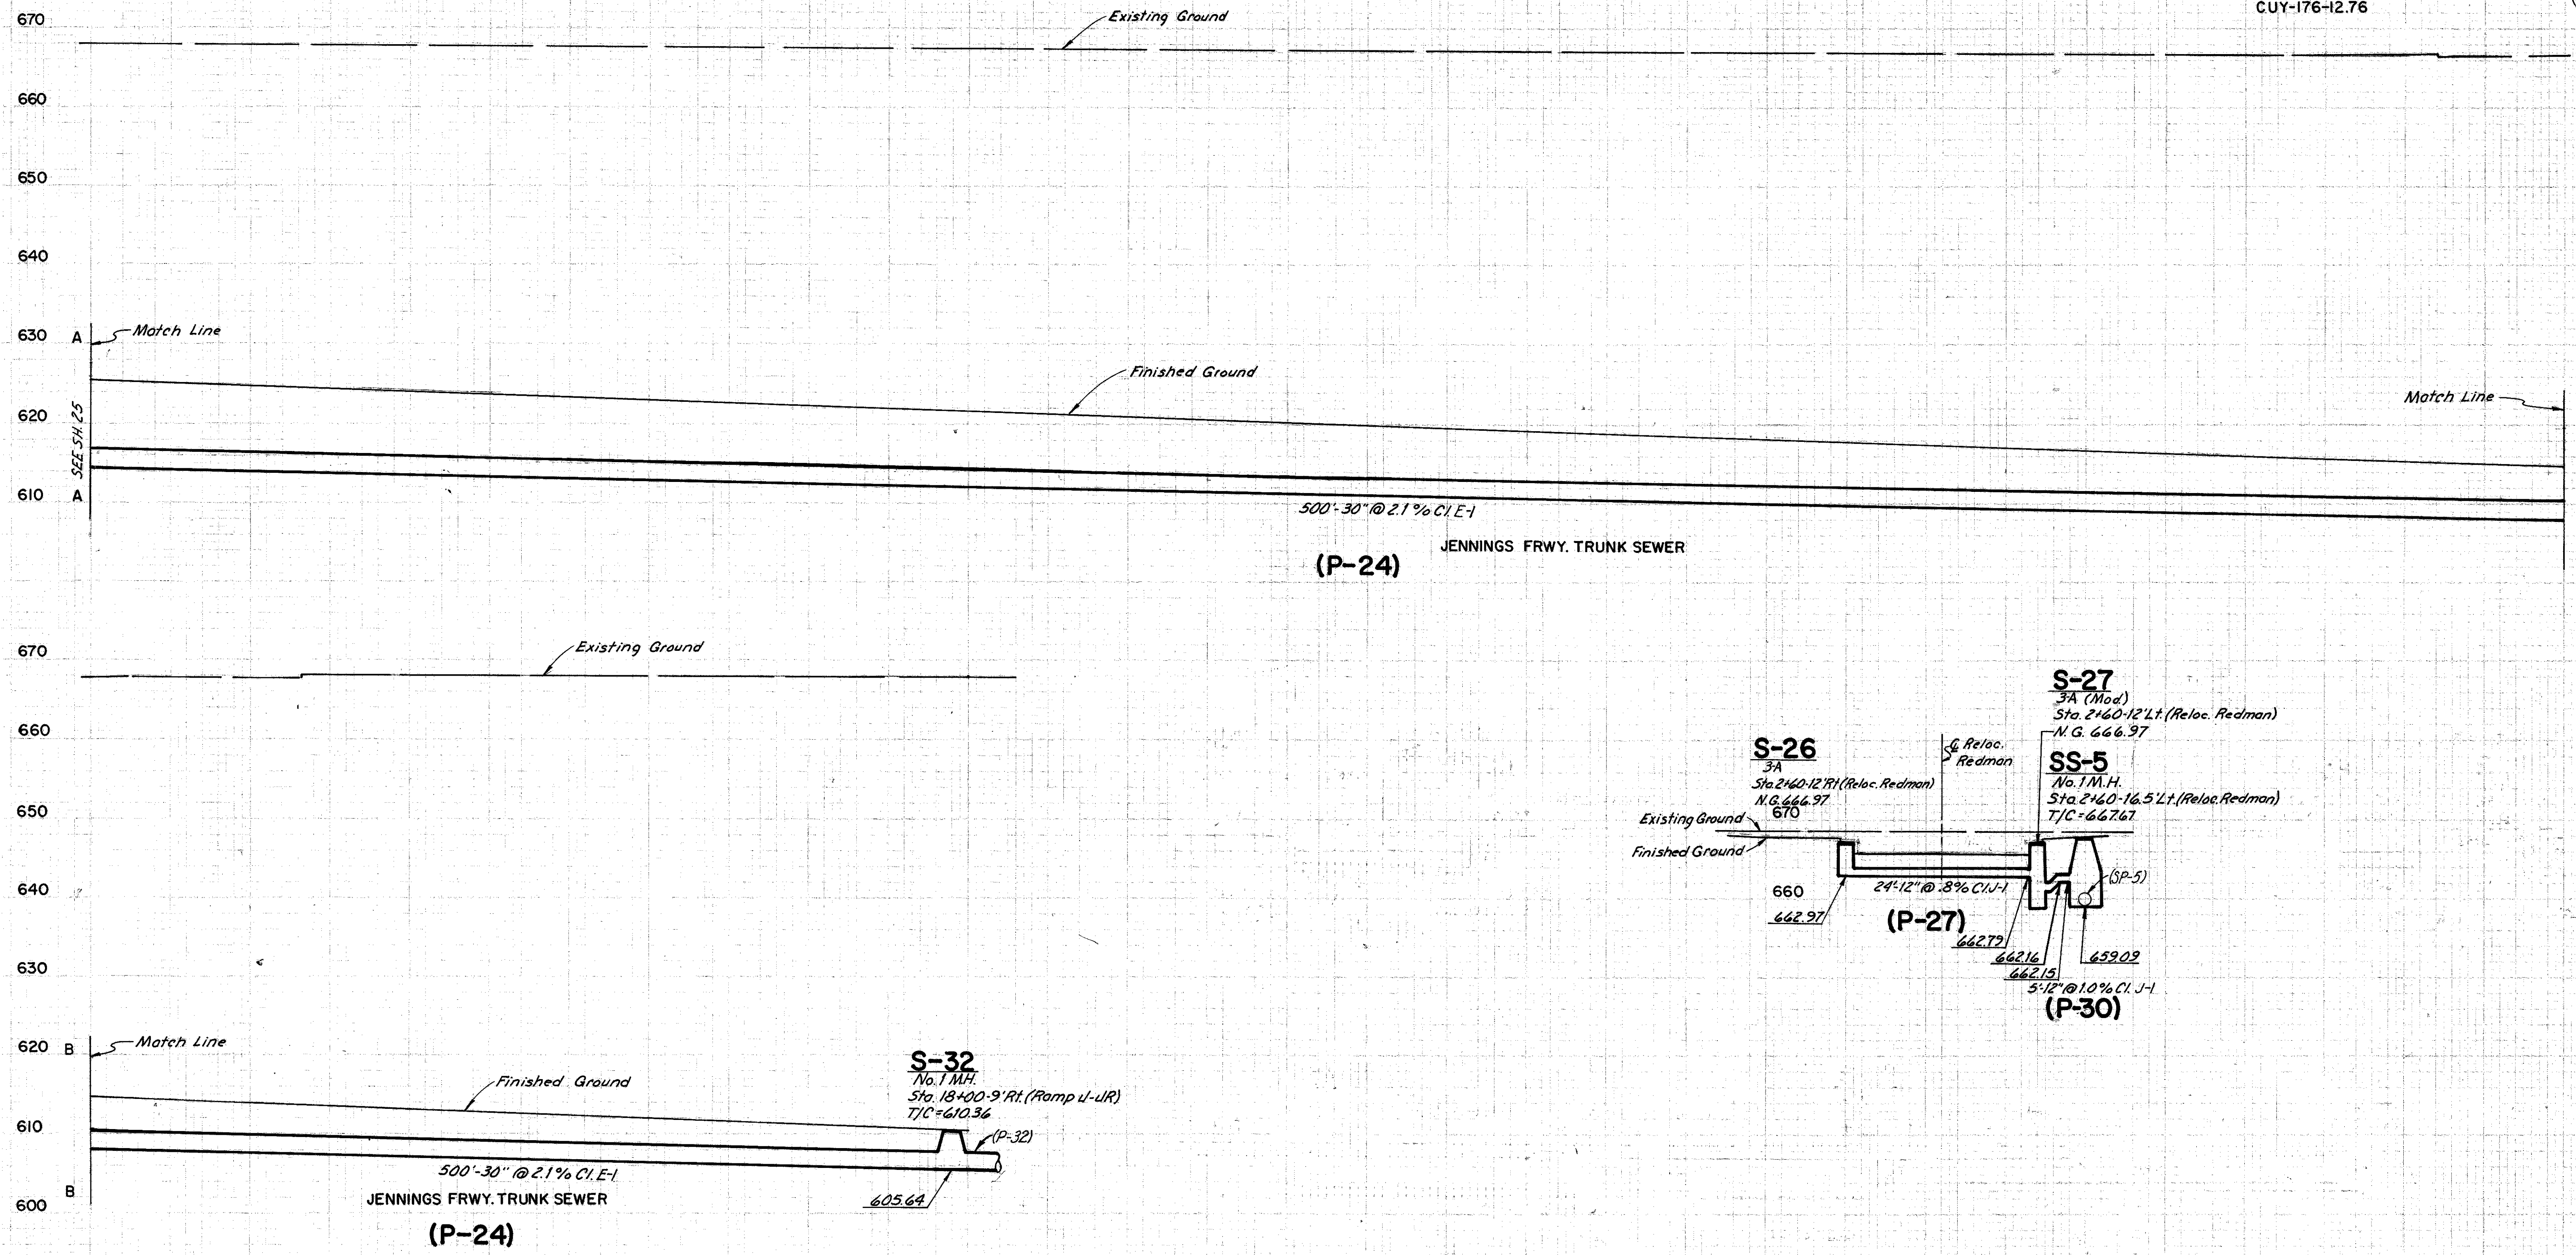 CUY-176-12.76
670
Existing Ground
660
650
640
630
A
Match Line
Finished Ground
620
SEE SH. 25
Match Line
610
A
500'-30" @ 2.1 % Cl. E-1
JENNINGS FRWY. TRUNK SEWER
(P-24)
670
Existing Ground
660
650
640
630
620
B
Match Line
Finished Ground
610
S-32
No. 1 M.H.
Sta. 18+00-9' Rt. (Ramp J-JR)
T/C=610.36
(P-32)
500'-30" @ 2.1% Cl. E-1
B
JENNINGS FRWY. TRUNK SEWER
600
605.64
(P-24)
S-26
3-A
Sta. 2+60-12' Rt (Reloc. Redman)
N.G. 666.97
670
Existing Ground
Finished Ground
℄ Reloc.
Redman
S-27
3-A (Mod.)
Sta. 2+60-12' Lt. (Reloc. Redman)
N.G. 666.97
SS-5
No. 1 M.H.
Sta. 2+60-16.5' Lt. (Reloc. Redman)
T/C=667.67
660
24'-12" @ .8% Cl. J-1
(SP-5)
662.97
(P-27)
662.79
662.16
659.09
662.15
5'-12" @ 1.0% Cl. J-1
(P-30)